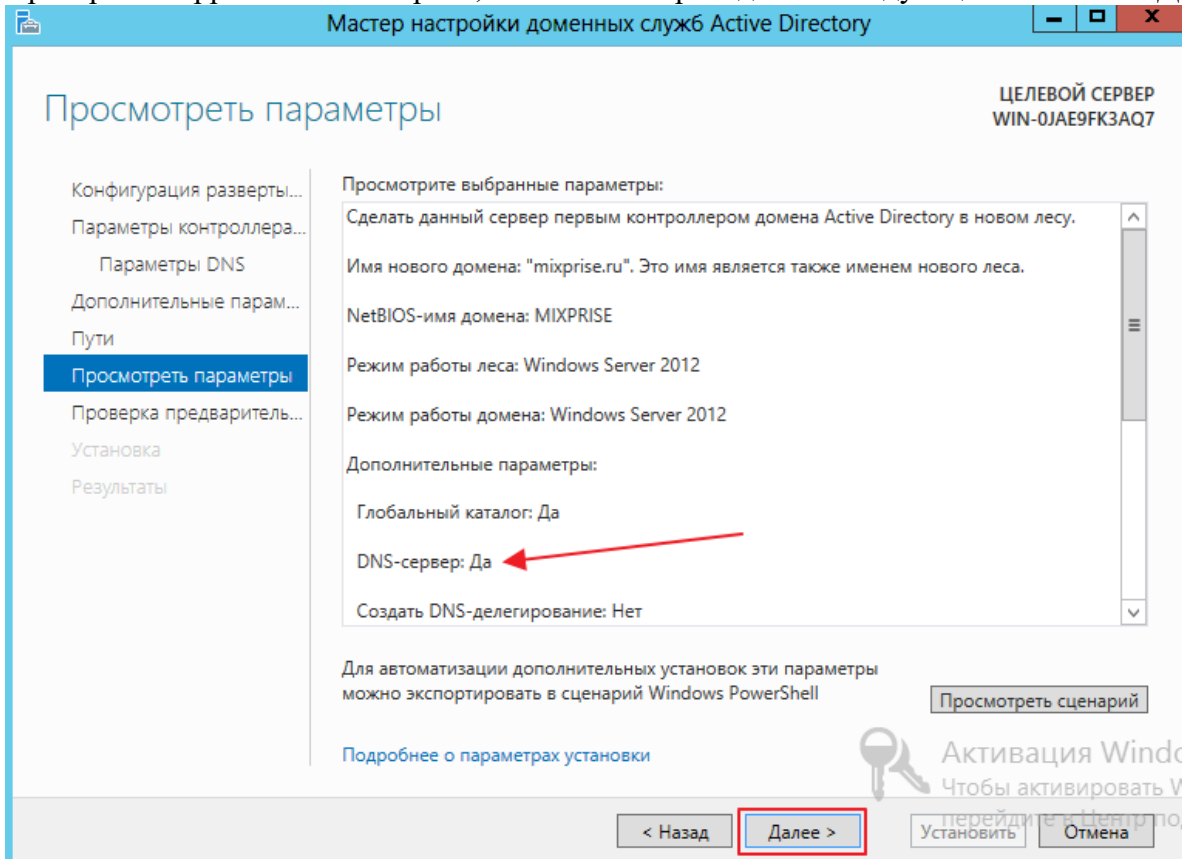 Мастер настройки доменных служб Active Directory
Просмотреть параметры
ЦЕЛЕВОЙ СЕРВЕР
WIN-0JAE9FK3AQ7
Конфигурация разверты...
Параметры контроллера...
Параметры DNS
Дополнительные парам...
Пути
Просмотреть параметры
Проверка предваритель...
Установка
Результаты
Просмотрите выбранные параметры:
Сделать данный сервер первым контроллером домена Active Directory в новом лесу.
Имя нового домена: "mixprise.ru". Это имя является также именем нового леса.
NetBIOS-имя домена: MIXPRISE
Режим работы леса: Windows Server 2012
Режим работы домена: Windows Server 2012
Дополнительные параметры:
Глобальный каталог: Да
DNS-сервер: Да
Создать DNS-делегирование: Нет
Для автоматизации дополнительных установок эти параметры
можно экспортировать в сценарий Windows PowerShell
Просмотреть сценарий
Подробнее о параметрах установки
Активация Windo
Чтобы активировать W
перейдите в Центр по
< Назад
Далее >
Установить
Отмена